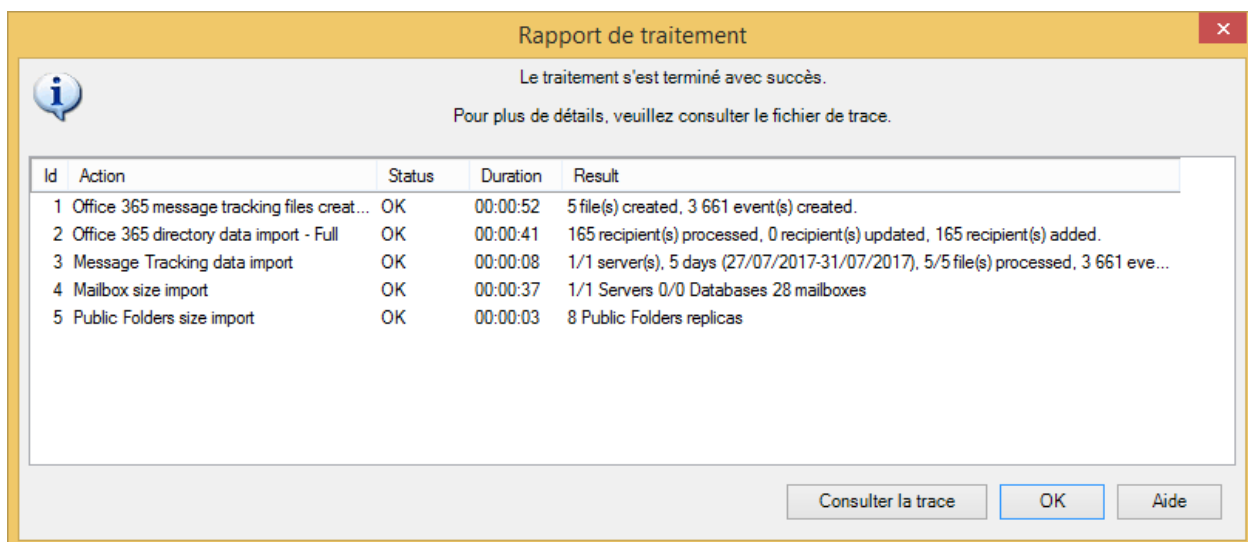 Rapport de traitement
Le traitement s'est terminé avec succès.
Pour plus de détails, veuillez consulter le fichier de trace.
Id Action Status Duration Result
1 Office 365 message tracking files creat... OK 00:00:52 5 file(s) created, 3 661 event(s) created.
2 Office 365 directory data import - Full OK 00:00:41 165 recipient(s) processed, 0 recipient(s) updated, 165 recipient(s) added.
3 Message Tracking data import OK 00:00:08 1/1 server(s), 5 days (27/07/2017-31/07/2017), 5/5 file(s) processed, 3 661 eve...
4 Mailbox size import OK 00:00:37 1/1 Servers 0/0 Databases 28 mailboxes
5 Public Folders size import OK 00:00:03 8 Public Folders replicas
Consulter la trace OK Aide